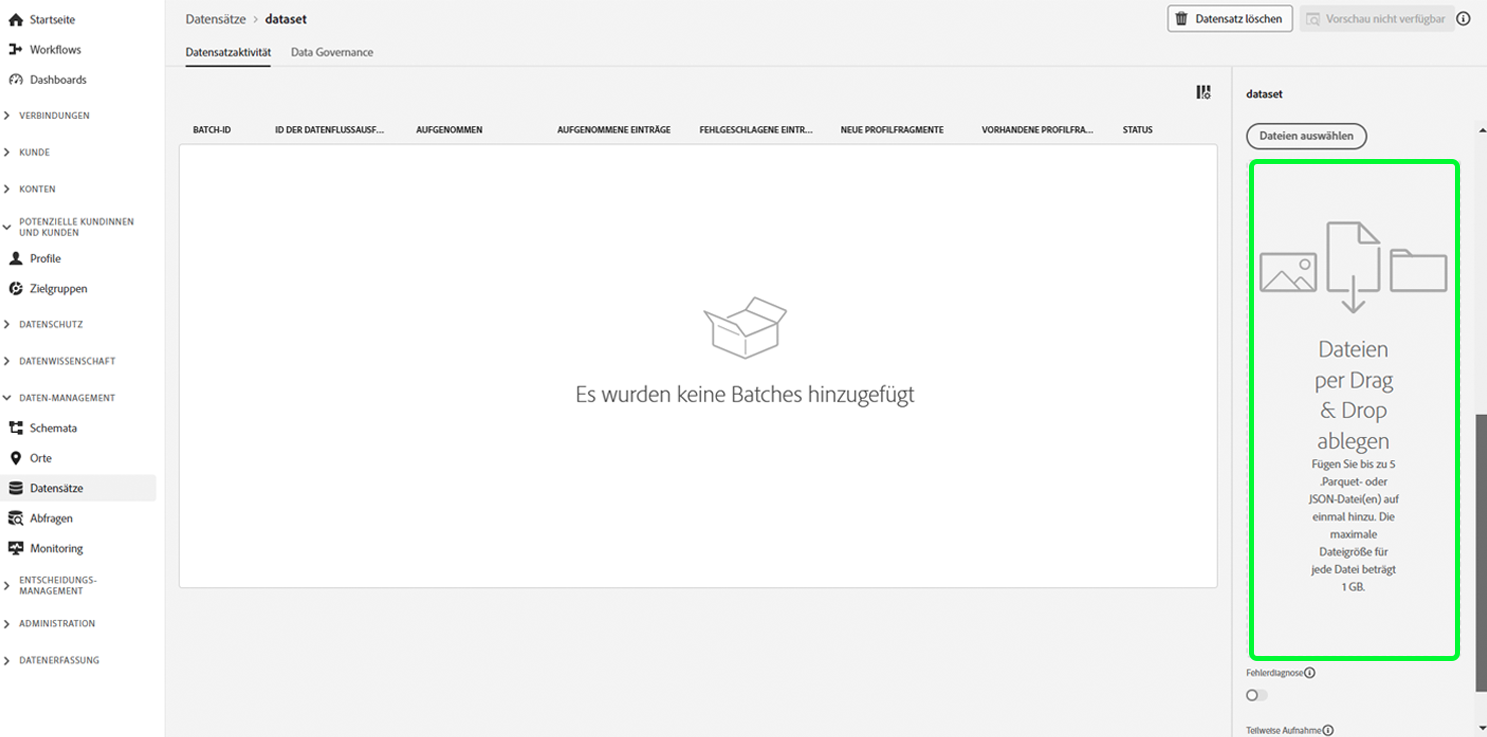 Startseite
Workflows
Dashboards
VERBINDUNGEN
KUNDE
KONTEN
POTENZIELLE KUNDINNEN
UND KUNDEN
Profile
Zielgruppen
DATENSCHUTZ
DATENWISSENSCHAFT
DATEN-MANAGEMENT
Schemata
Orte
Datensätze
Abfragen
Monitoring
ENTSCHEIDUNGS-
MANAGEMENT
ADMINISTRATION
DATENERFASSUNG
Datensätze > dataset
Datensatz löschen
Vorschau nicht verfügbar
Datensatzaktivität Data Governance
BATCH-ID ID DER DATENFLUSSAUSF... AUFGENOMMEN AUFGENOMMENE EINTRÄGE FEHLGESCHLAGENE EINTR... NEUE PROFILFRAGMENTE VORHANDENE PROFILFRA... STATUS
Es wurden keine Batches hinzugefügt
dataset
Dateien auswählen
Dateien
per Drag
& Drop
ablegen
Fügen Sie bis zu 5
.Parquet- oder
JSON-Datei(en) auf
einmal hinzu. Die
maximale
Dateigröße für
jede Datei beträgt
1 GB.
Fehlerdiagnose
Teilweise Aufnahme